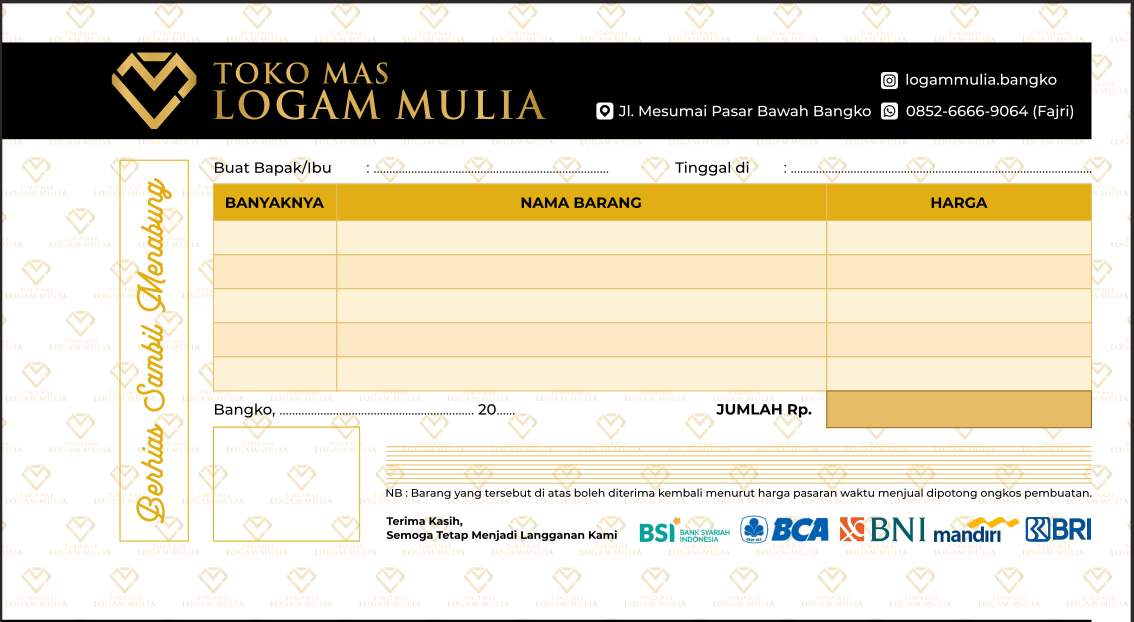 TOKO MAS
LOGAM MULIA
logammulia.bangko
Jl. Mesumai Pasar Bawah Bangko
0852-6666-9064 (Fajri)
Buat Bapak/Ibu : ........................................ Tinggal di : ........................................
BANYAKNYA NAMA BARANG HARGA
Berhias Sambil Menabung
Bangko, ........................................ 20...... JUMLAH Rp.
NB : Barang yang tersebut di atas boleh diterima kembali menurut harga pasaran waktu menjual dipotong ongkos pembuatan.
Terima Kasih,
Semoga Tetap Menjadi Langganan Kami
BSI BANK SYARIAH INDONESIA
BCA
BNI
mandiri
BRI